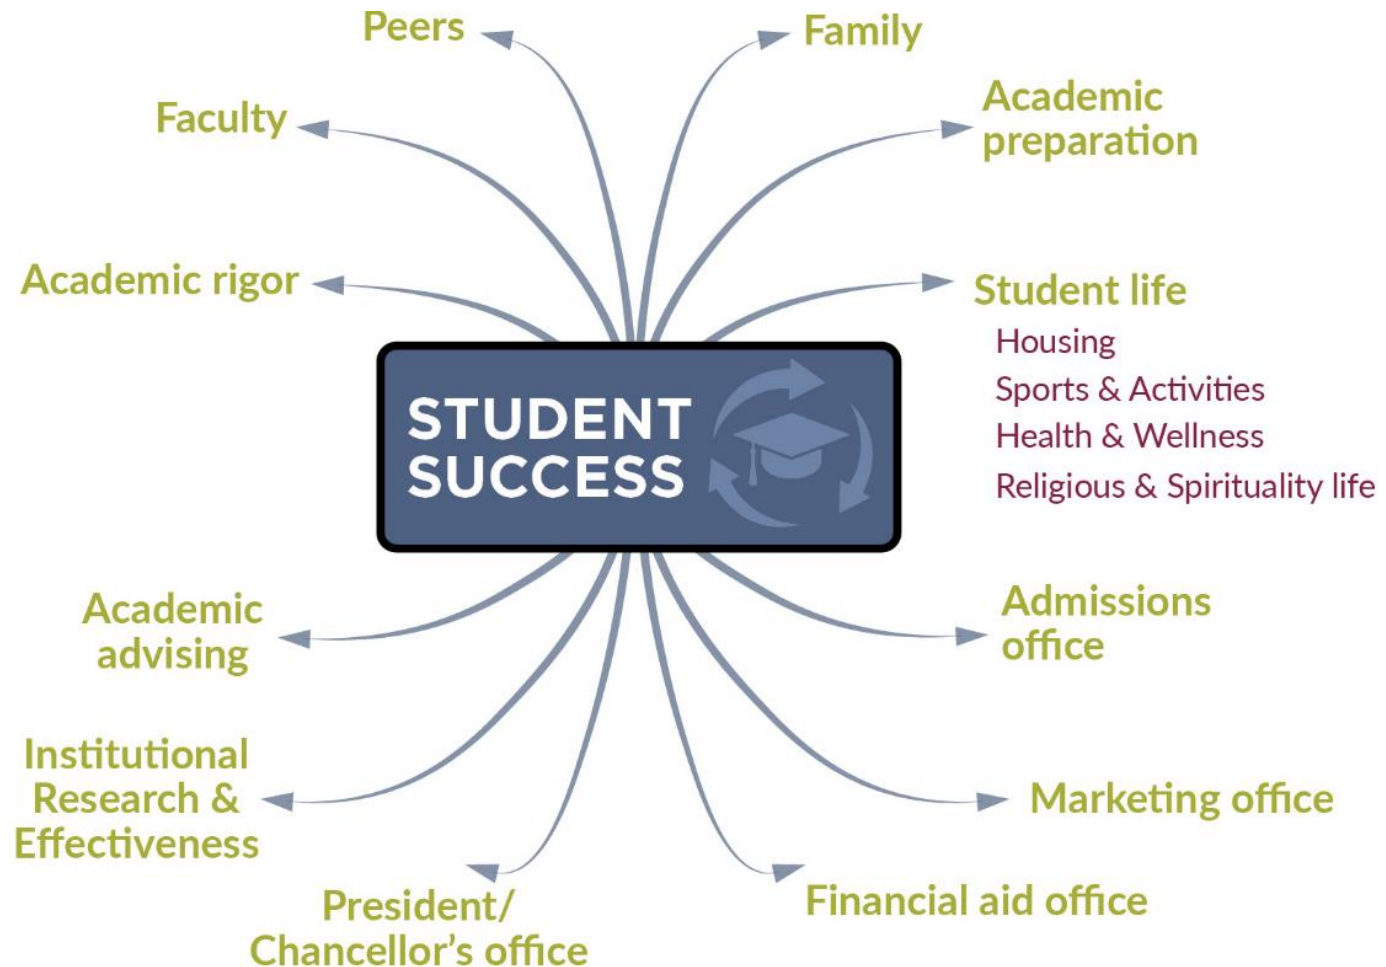 Peers
Family
Faculty
Academic
preparation
Academic rigor
Student life
Housing
Sports & Activities
Health & Wellness
Religious & Spirituality life
STUDENT
SUCCESS
Academic
advising
Admissions
office
Institutional
Research &
Effectiveness
Marketing office
President/
Chancellor's office
Financial aid office